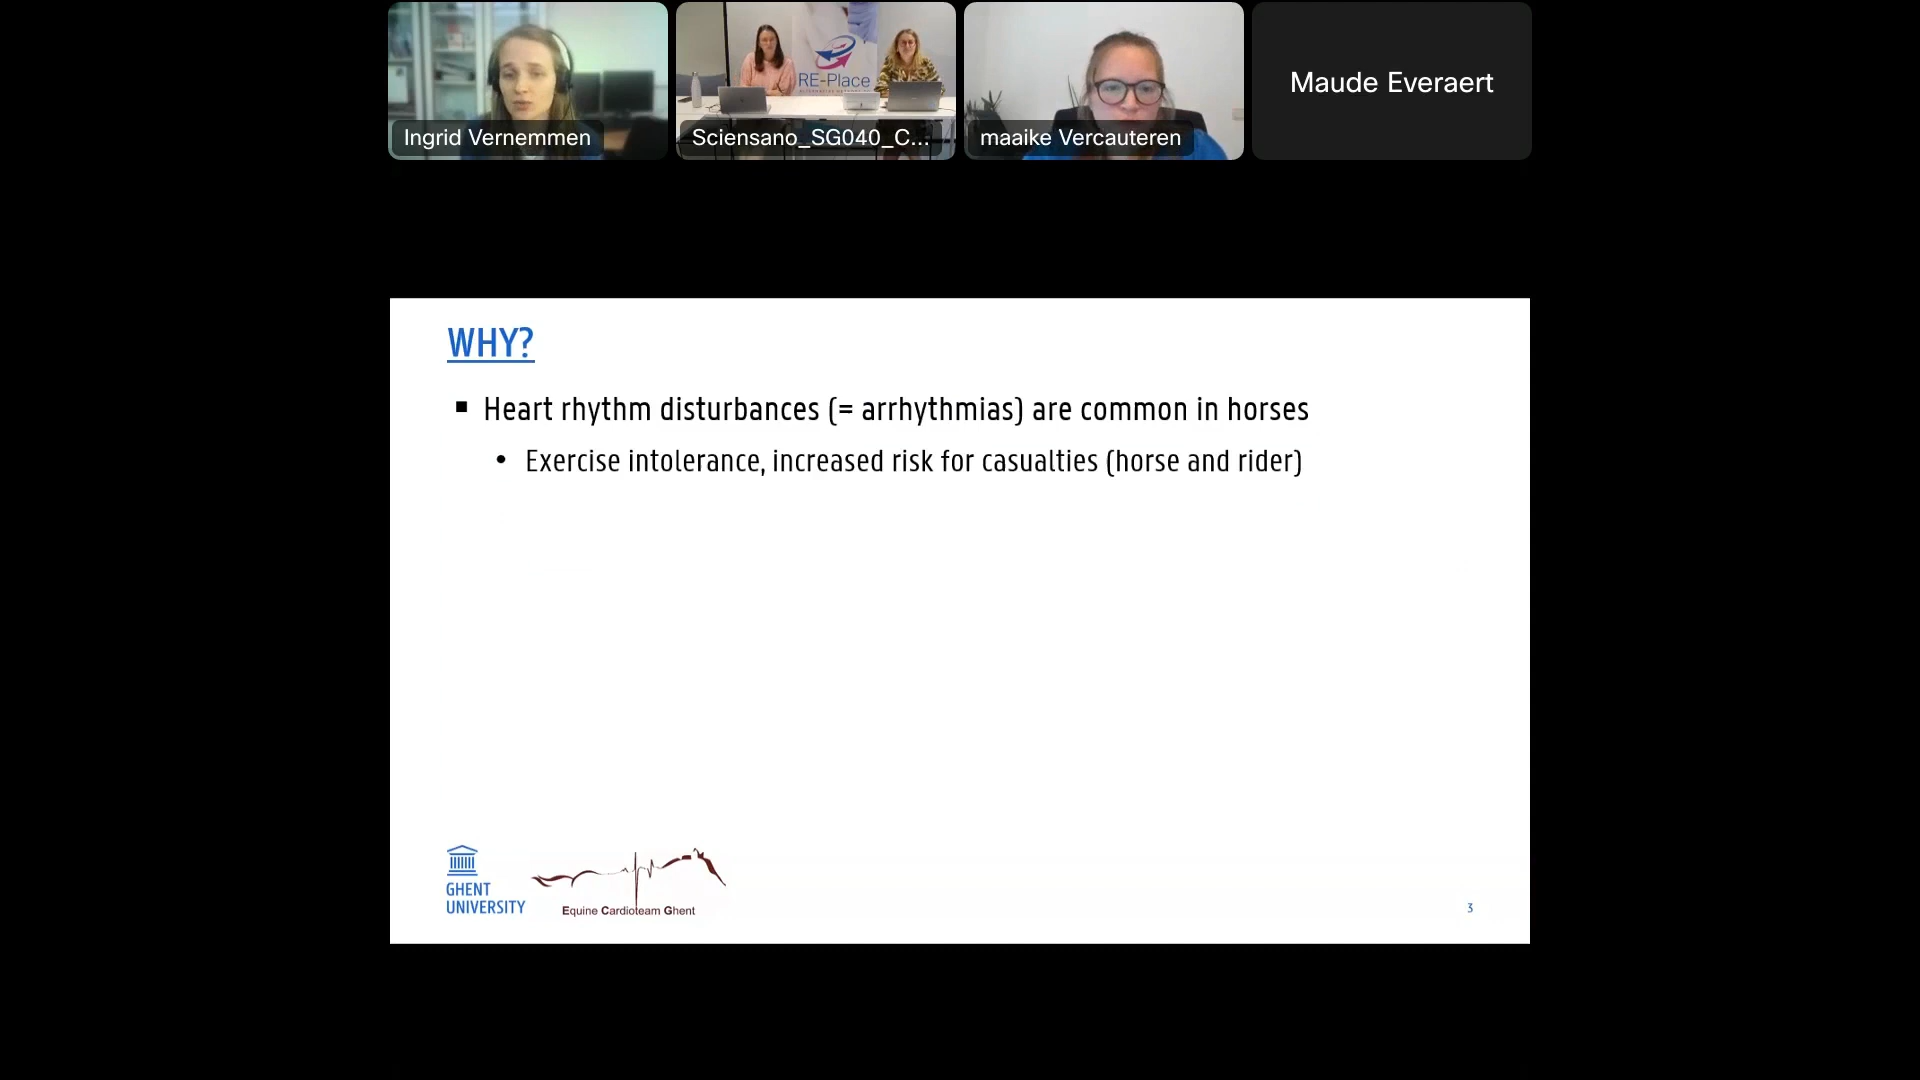 Ingrid Vernemmen
RE-Place
Sciensano_SG040_C...
maaike Vercauteren
Maude Everaert
WHY?
▪ Heart rhythm disturbances (= arrhythmias) are common in horses
• Exercise intolerance, increased risk for casualties (horse and rider)
GHENT
UNIVERSITY
Equine Cardioteam Ghent
3